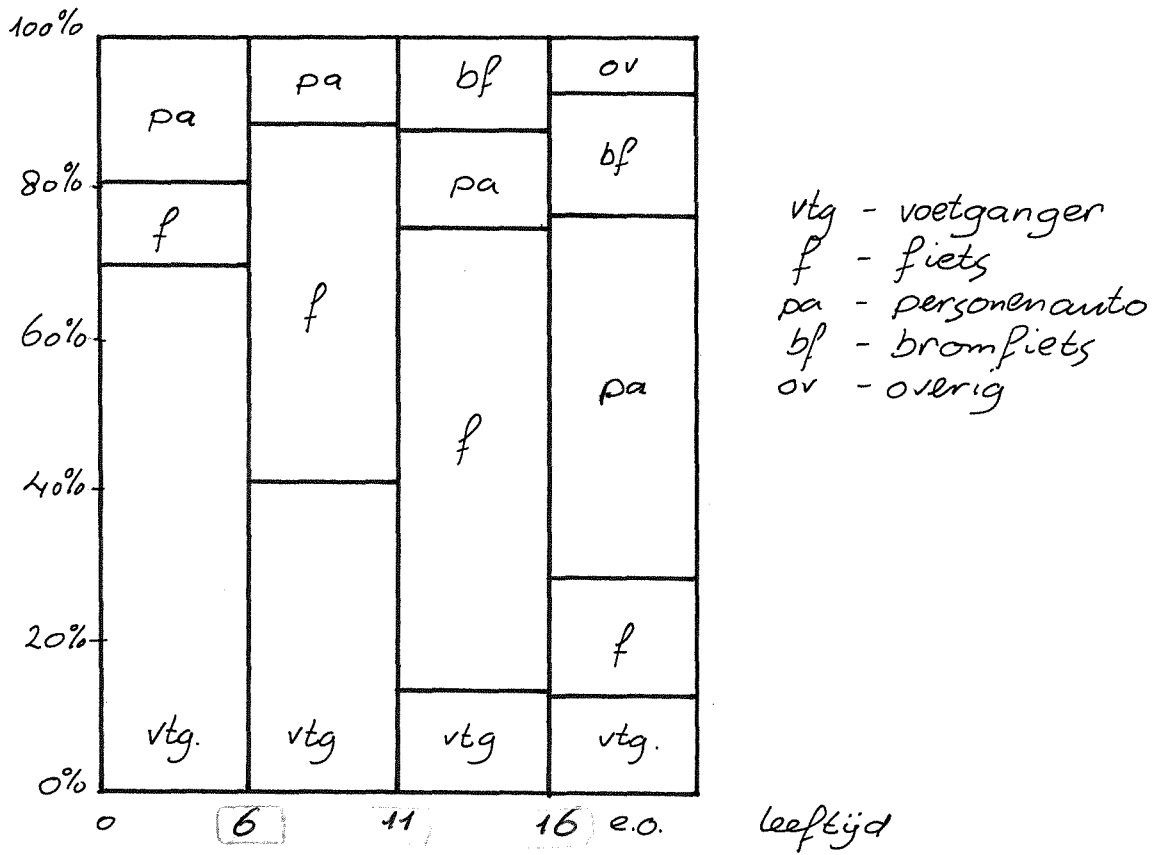 100%
80%
60%
40%
20%
0%
pa
f
vtg.
pa
f
vtg
bf
pa
f
vtg
ov
bf
pa
f
vtg.
0 6 11 16 e.o. leeftijd
vtg - voetganger
f - fiets
pa - personenauto
bf - bromfiets
ov - overig